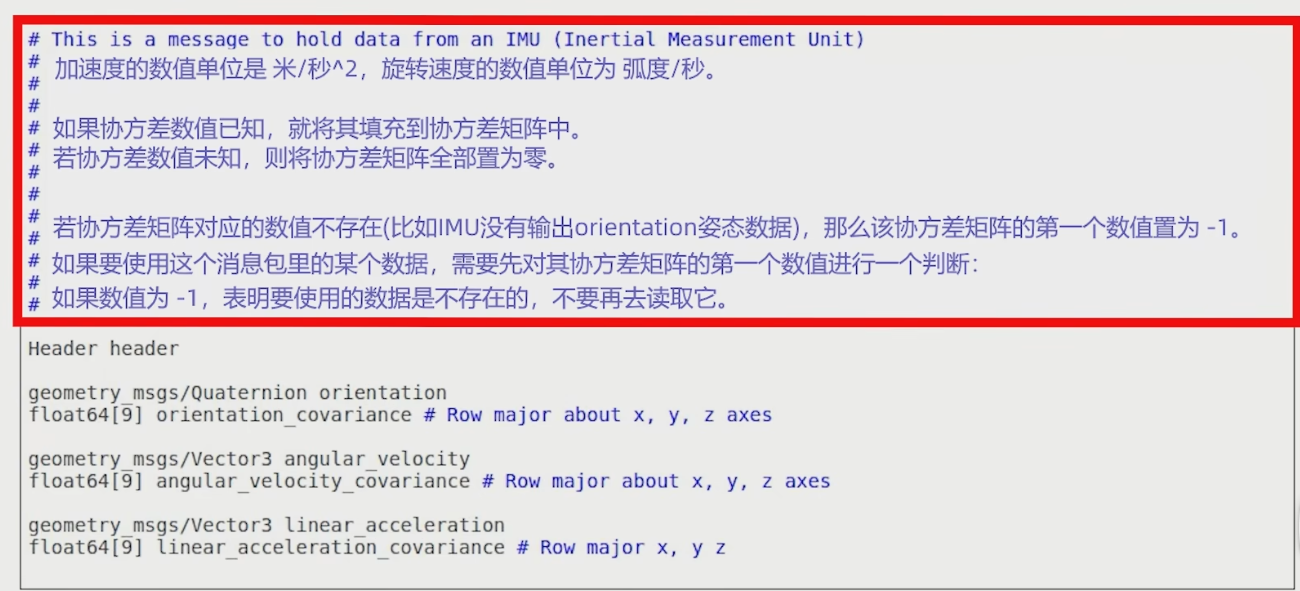 # This is a message to hold data from an IMU (Inertial Measurement Unit)
#
# 加速度的数值单位是 米/秒^2，旋转速度的数值单位为 弧度/秒。
#
# 如果协方差数值已知，就将其填充到协方差矩阵中。
# 若协方差数值未知，则将协方差矩阵全部置为零。
#
#
# 若协方差矩阵对应的数值不存在(比如IMU没有输出orientation姿态数据)，那么该协方差矩阵的第一个数值置为 -1。
#
# 如果要使用这个消息包里的某个数据，需要先对其协方差矩阵的第一个数值进行一个判断：
#
# 如果数值为 -1，表明要使用的数据是不存在的，不要再去读取它。
Header header
geometry_msgs/Quaternion orientation
float64[9] orientation_covariance # Row major about x, y, z axes
geometry_msgs/Vector3 angular_velocity
float64[9] angular_velocity_covariance # Row major about x, y, z axes
geometry_msgs/Vector3 linear_acceleration
float64[9] linear_acceleration_covariance # Row major x, y z